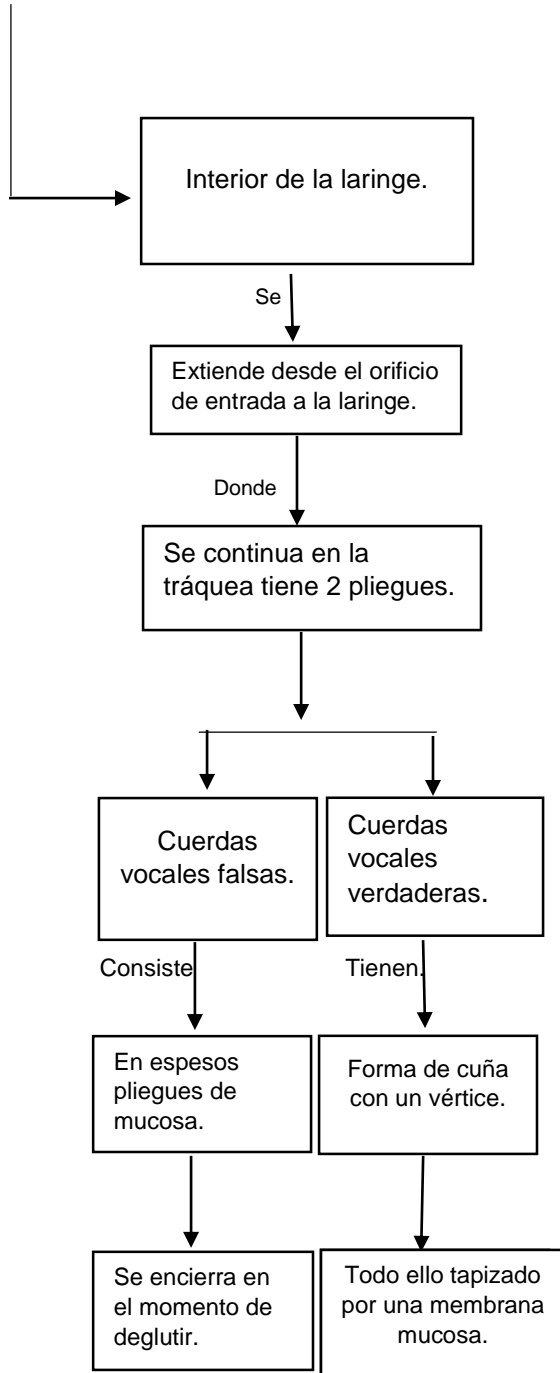 Interior de la laringe.
Se
Extiende desde el orificio
de entrada a la laringe.
Donde
Se continua en la
tráquea tiene 2 pliegues.
Cuerdas
vocales falsas.
Cuerdas
vocales
verdaderas.
Consiste
Tienen.
En espesos
pliegues de
mucosa.
Forma de cuña
con un vértice.
Se encierra en
el momento de
deglutir.
Todo ello tapizado
por una membrana
mucosa.